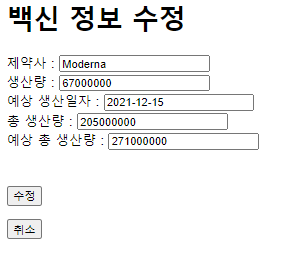 백신 정보 수정
제약사 : Moderna
생산량 : 67000000
예상 생산일자 : 2021-12-15
총 생산량 : 205000000
예상 총 생산량 : 271000000
수정
취소